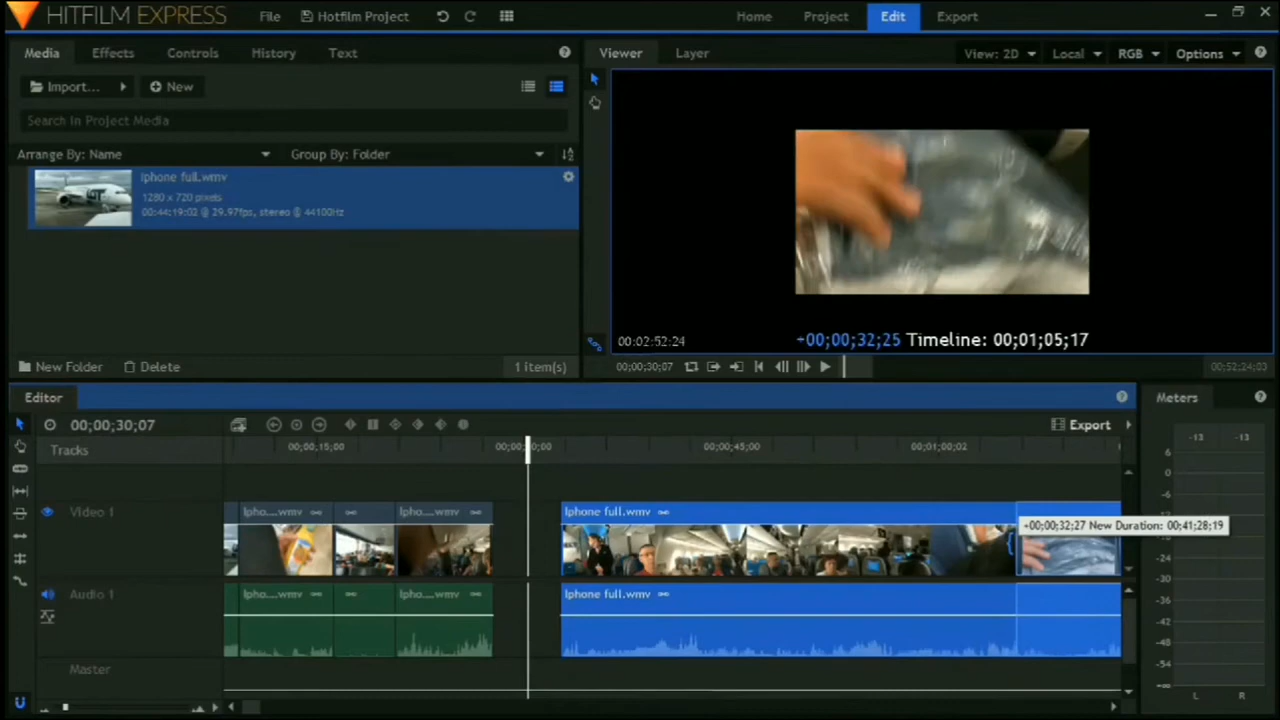 HITFILM EXPRESS File Hotfilm Project Home Project Edit Export
Media Effects Controls History Text Viewer Layer View: 2D Local RGB Options
Import... New
Search in Project Media
Arrange By: Name Group By: Folder
Iphone full.wmv
1280 x 720 pixels
00:44:19:02 @ 29.97fps, stereo @ 44100Hz
00:02:52:24 +00;00;32;25 Timeline: 00;01;05;17
New Folder Delete 1 item(s) 00;00;30;07 00;52;24;03
Editor Meters
00;00;30;07 Export
Tracks 00;00;15;00 00;00;45;00 00;01;00;02
-13 -13
6
0
-6
Video 1 Ipho....wmv Ipho....wmv Iphone full.wmv
+00;00;32;27 New Duration: 00;41;28;19
-18
-24
-30
Audio 1 Ipho....wmv Ipho....wmv Iphone full.wmv
-36
-42
-48
-54
Master
-∞
L R